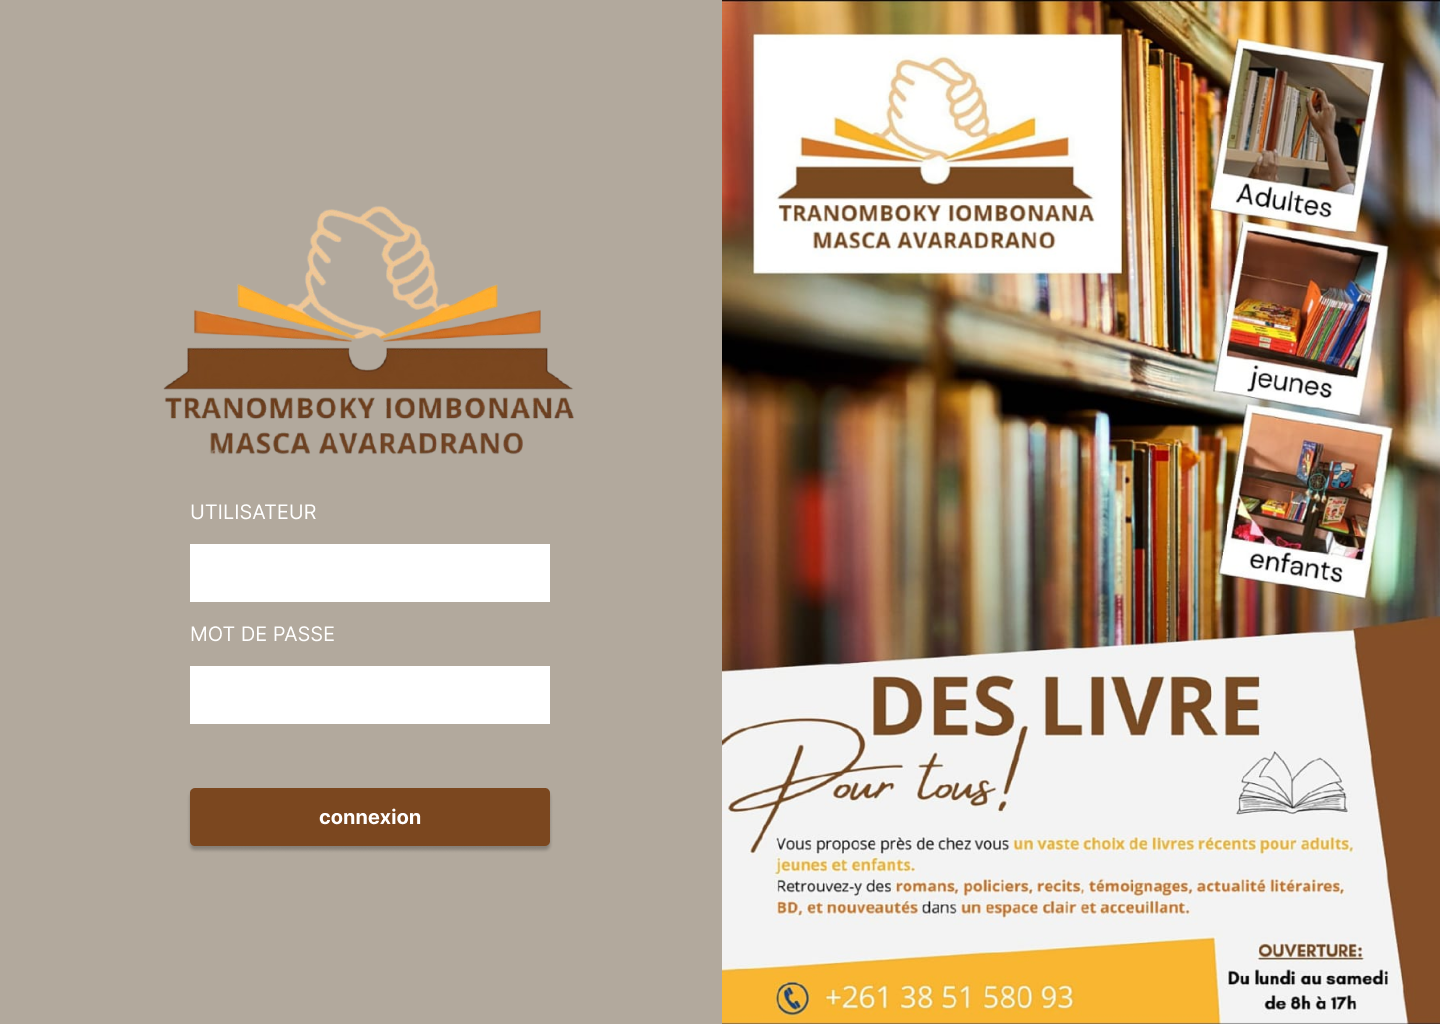 TRANOMBOKY IOMBONANA
MASCA AVARADRANO
UTILISATEUR
MOT DE PASSE
connexion
TRANOMBOKY IOMBONANA
MASCA AVARADRANO
Adultes
jeunes
enfants
DES LIVRE
Pour tous!
Vous propose près de chez vous un vaste choix de livres récents pour adults,
jeunes et enfants.
Retrouvez-y des romans, policiers, recits, témoignages, actualité litéraires,
BD, et nouveautés dans un espace clair et acceuillant.
OUVERTURE:
Du lundi au samedi
de 8h à 17h
+261 38 51 580 93